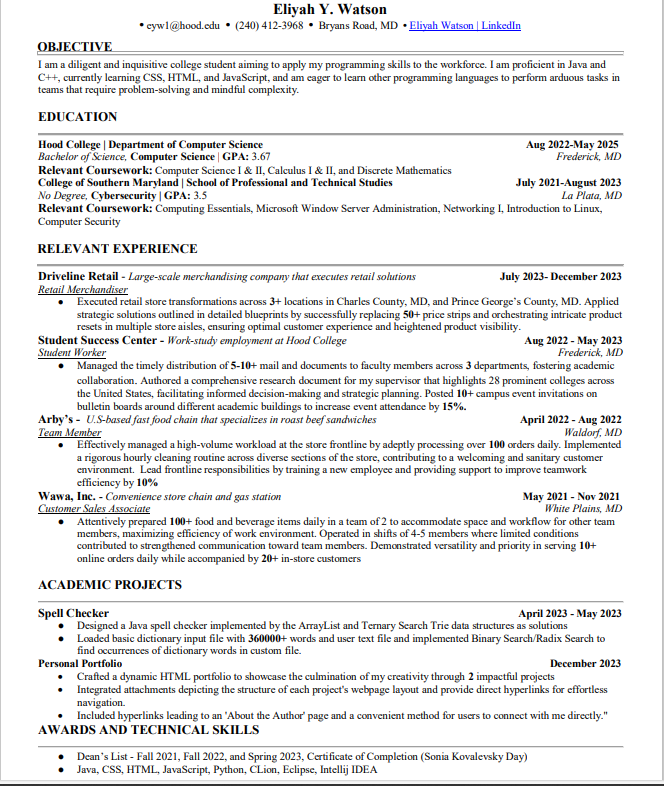 Eliyah Y. Watson
• eyw1@hood.edu • (240) 412-3968 • Bryans Road, MD • Eliyah Watson | LinkedIn
OBJECTIVE
I am a diligent and inquisitive college student aiming to apply my programming skills to the workforce. I am proficient in Java and
C++, currently learning CSS, HTML, and JavaScript, and am eager to learn other programming languages to perform arduous tasks in
teams that require problem-solving and mindful complexity.
EDUCATION
Hood College | Department of Computer Science Aug 2022-May 2025
Bachelor of Science, Computer Science | GPA: 3.67 Frederick, MD
Relevant Coursework: Computer Science I & II, Calculus I & II, and Discrete Mathematics
College of Southern Maryland | School of Professional and Technical Studies July 2021-August 2023
No Degree, Cybersecurity | GPA: 3.5 La Plata, MD
Relevant Coursework: Computing Essentials, Microsoft Window Server Administration, Networking I, Introduction to Linux,
Computer Security
RELEVANT EXPERIENCE
Driveline Retail - Large-scale merchandising company that executes retail solutions July 2023- December 2023
Retail Merchandiser
• Executed retail store transformations across 3+ locations in Charles County, MD, and Prince George's County, MD. Applied
strategic solutions outlined in detailed blueprints by successfully replacing 50+ price strips and orchestrating intricate product
resets in multiple store aisles, ensuring optimal customer experience and heightened product visibility.
Student Success Center - Work-study employment at Hood College Aug 2022 - May 2023
Student Worker Frederick, MD
• Managed the timely distribution of 5-10+ mail and documents to faculty members across 3 departments, fostering academic
collaboration. Authored a comprehensive research document for my supervisor that highlights 28 prominent colleges across
the United States, facilitating informed decision-making and strategic planning. Posted 10+ campus event invitations on
bulletin boards around different academic buildings to increase event attendance by 15%.
Arby's - U.S-based fast food chain that specializes in roast beef sandwiches April 2022 - Aug 2022
Team Member Waldorf, MD
• Effectively managed a high-volume workload at the store frontline by adeptly processing over 100 orders daily. Implemented
a rigorous hourly cleaning routine across diverse sections of the store, contributing to a welcoming and sanitary customer
environment. Lead frontline responsibilities by training a new employee and providing support to improve teamwork
efficiency by 10%
Wawa, Inc. - Convenience store chain and gas station May 2021 - Nov 2021
Customer Sales Associate White Plains, MD
• Attentively prepared 100+ food and beverage items daily in a team of 2 to accommodate space and workflow for other team
members, maximizing efficiency of work environment. Operated in shifts of 4-5 members where limited conditions
contributed to strengthened communication toward team members. Demonstrated versatility and priority in serving 10+
online orders daily while accompanied by 20+ in-store customers
ACADEMIC PROJECTS
Spell Checker April 2023 - May 2023
• Designed a Java spell checker implemented by the ArrayList and Ternary Search Trie data structures as solutions
• Loaded basic dictionary input file with 360000+ words and user text file and implemented Binary Search/Radix Search to
find occurrences of dictionary words in custom file.
Personal Portfolio December 2023
• Crafted a dynamic HTML portfolio to showcase the culmination of my creativity through 2 impactful projects
• Integrated attachments depicting the structure of each project's webpage layout and provide direct hyperlinks for effortless
navigation.
• Included hyperlinks leading to an 'About the Author' page and a convenient method for users to connect with me directly."
AWARDS AND TECHNICAL SKILLS
• Dean's List - Fall 2021, Fall 2022, and Spring 2023, Certificate of Completion (Sonia Kovalevsky Day)
• Java, CSS, HTML, JavaScript, Python, CLion, Eclipse, Intellij IDEA